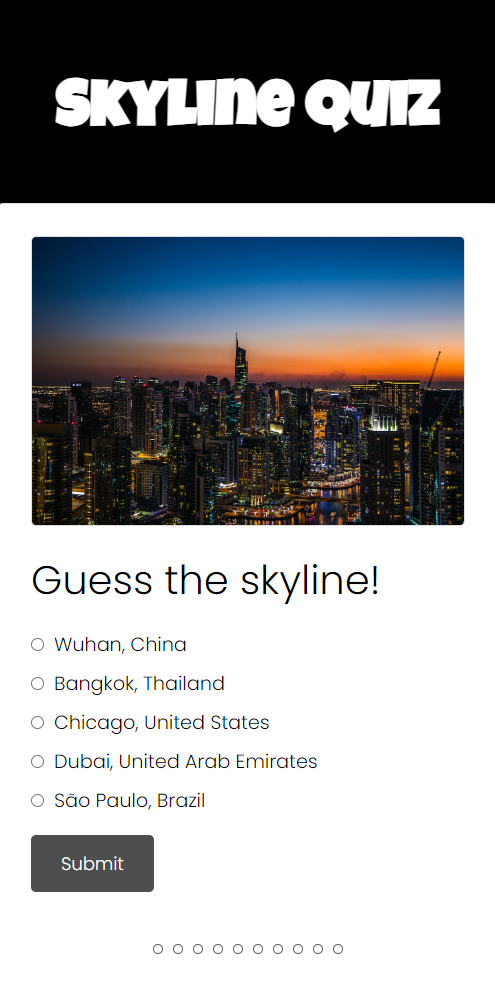 SKYLINE QUIZ
Guess the skyline!
Wuhan, China
Bangkok, Thailand
Chicago, United States
Dubai, United Arab Emirates
São Paulo, Brazil
Submit